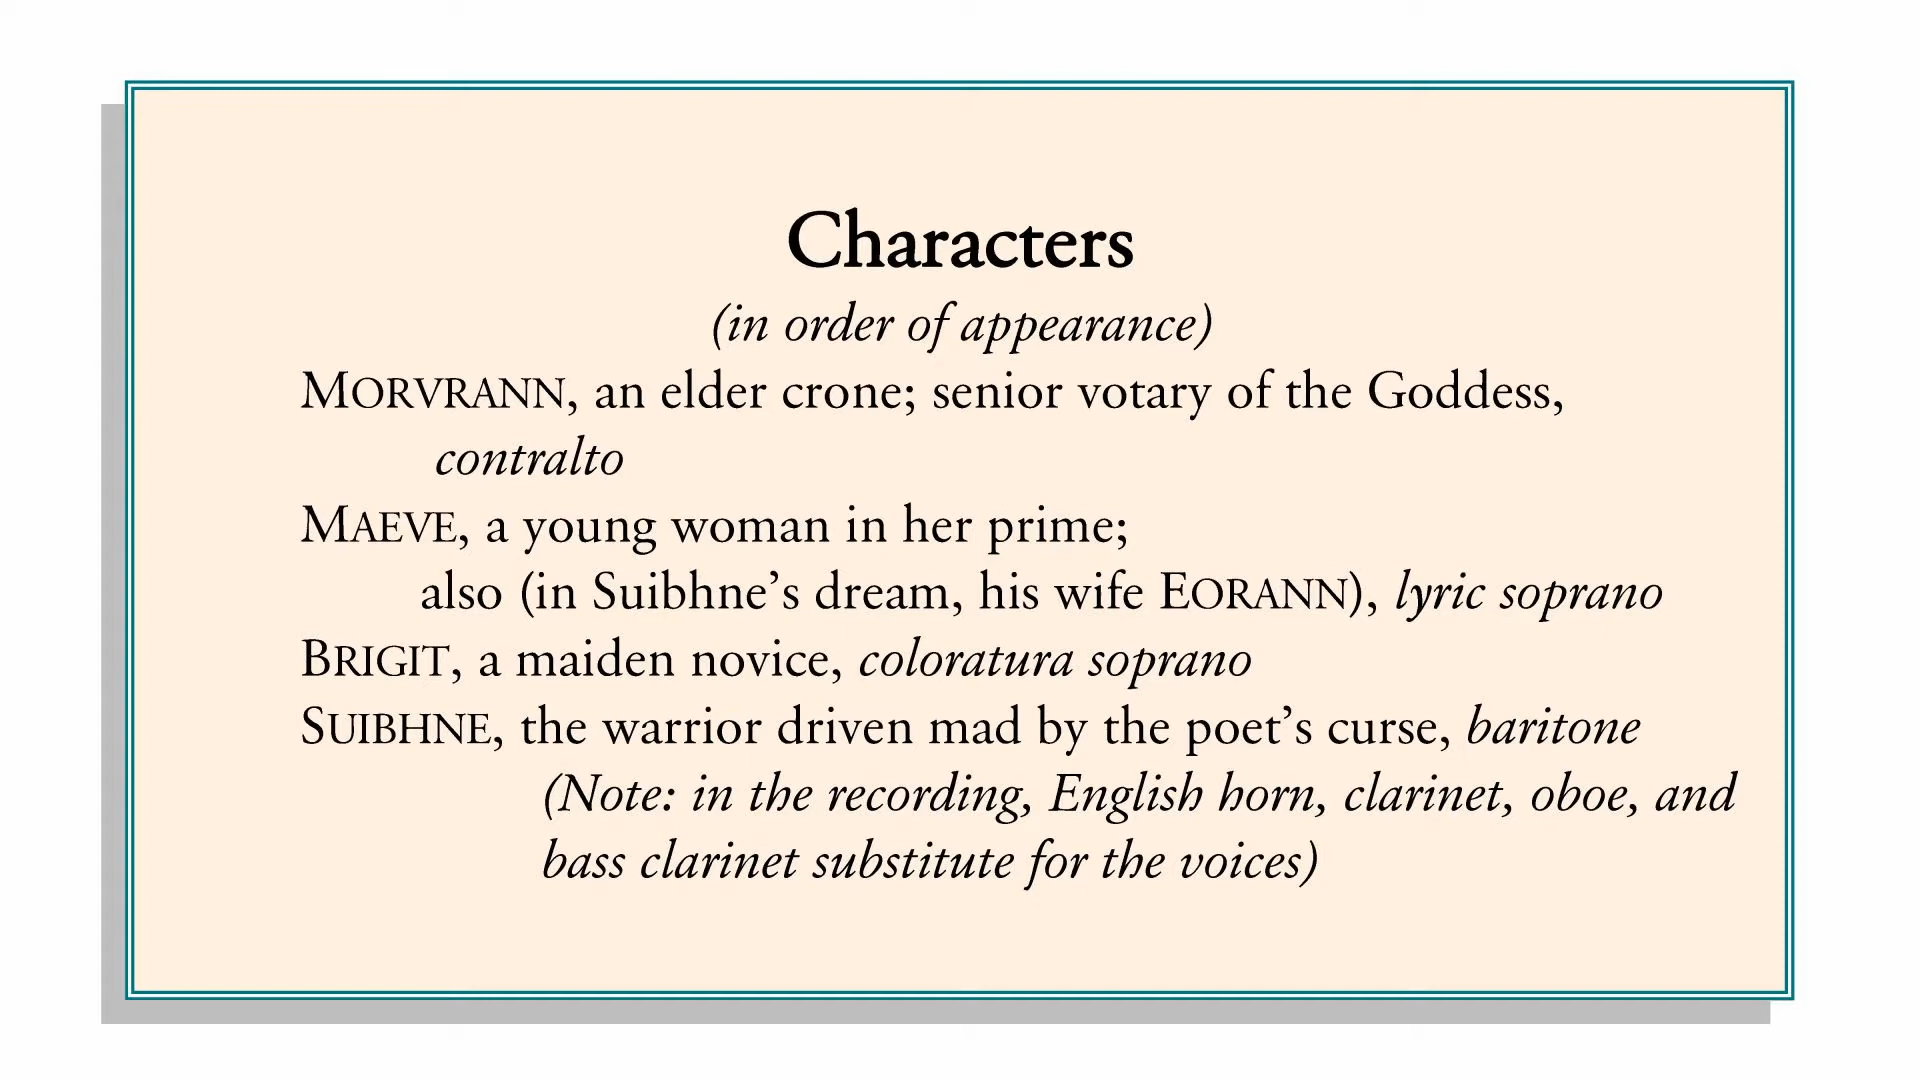 Characters
(in order of appearance)
MORVRANN, an elder crone; senior votary of the Goddess,
contralto
MAEVE, a young woman in her prime;
also (in Suibhne’s dream, his wife EORANN), lyric soprano
BRIGIT, a maiden novice, coloratura soprano
SUIBHNE, the warrior driven mad by the poet’s curse, baritone
(Note: in the recording, English horn, clarinet, oboe, and
bass clarinet substitute for the voices)